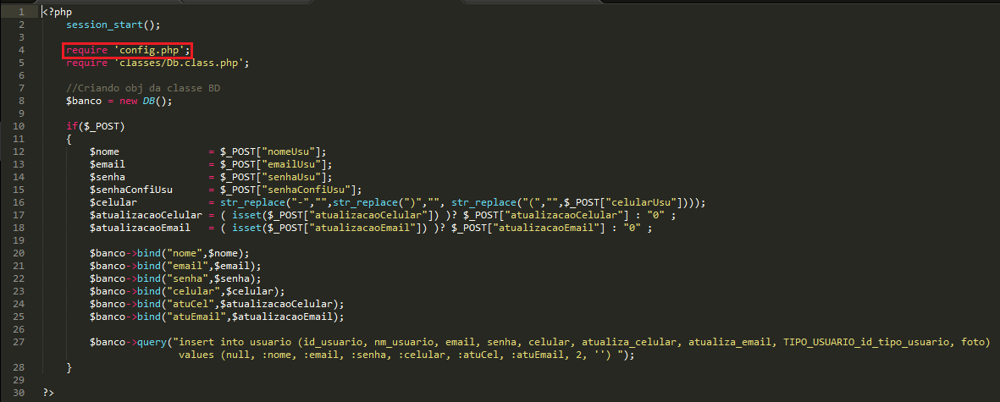 1 <?php
2 session_start();
3
4 require 'config.php';
5 require 'classes/Db.class.php';
6
7 //Criando obj da classe BD
8 $banco = new DB();
9
10 if($_POST)
11 {
12 $nome = $_POST["nomeUsu"];
13 $email = $_POST["emailUsu"];
14 $senha = $_POST["senhaUsu"];
15 $senhaConfiUsu = $_POST["senhaConfiUsu"];
16 $celular = str_replace("-","",str_replace(")","", str_replace("(","",$_POST["celularUsu"])));
17 $atualizacaoCelular = ( isset($_POST["atualizacaoCelular"]) )? $_POST["atualizacaoCelular"] : "0" ;
18 $atualizacaoEmail = ( isset($_POST["atualizacaoEmail"]) )? $_POST["atualizacaoEmail"] : "0" ;
19
20 $banco->bind("nome",$nome);
21 $banco->bind("email",$email);
22 $banco->bind("senha",$senha);
23 $banco->bind("celular",$celular);
24 $banco->bind("atuCel",$atualizacaoCelular);
25 $banco->bind("atuEmail",$atualizacaoEmail);
26
27 $banco->query("insert into usuario (id_usuario, nm_usuario, email, senha, celular, atualiza_celular, atualiza_email, TIPO_USUARIO_id_tipo_usuario, foto)
values (null, :nome, :email, :senha, :celular, :atuCel, :atuEmail, 2, '') ");
28 }
29
30 ?>